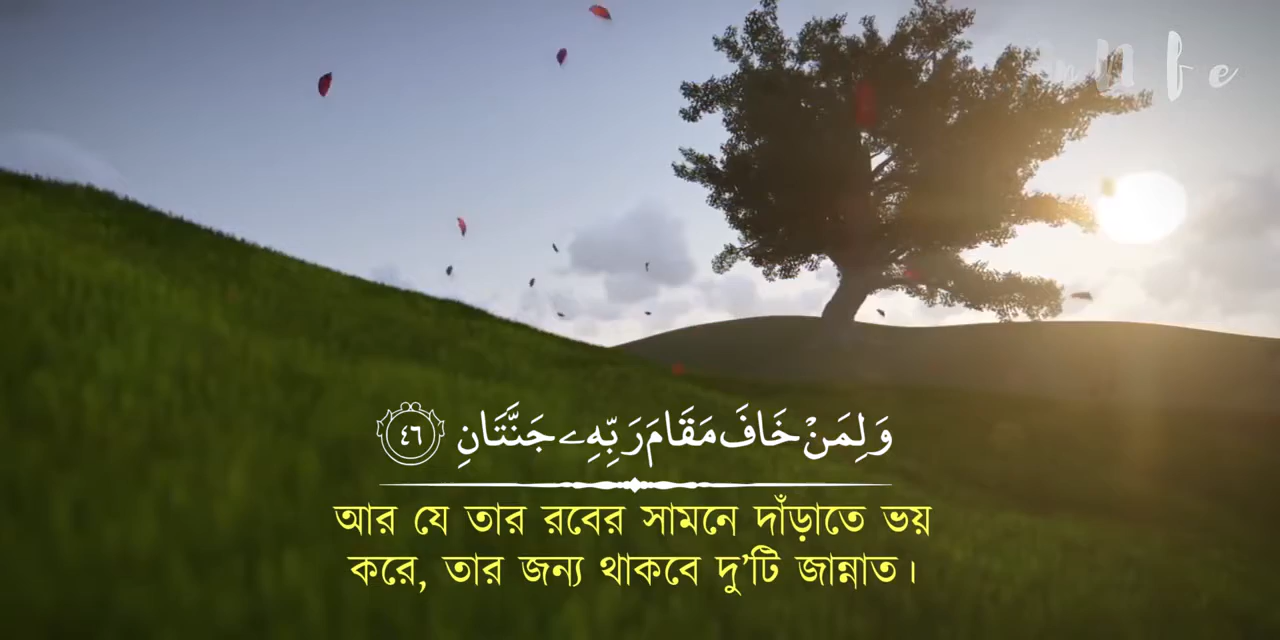 وَلِمَنْ خَافَ مَقَامَ رَبِّهِۦ جَنَّتَانِ ٤٦
আর যে তার রবের সামনে দাঁড়াতে ভয়
করে, তার জন্য থাকবে দু'টি জান্নাত।